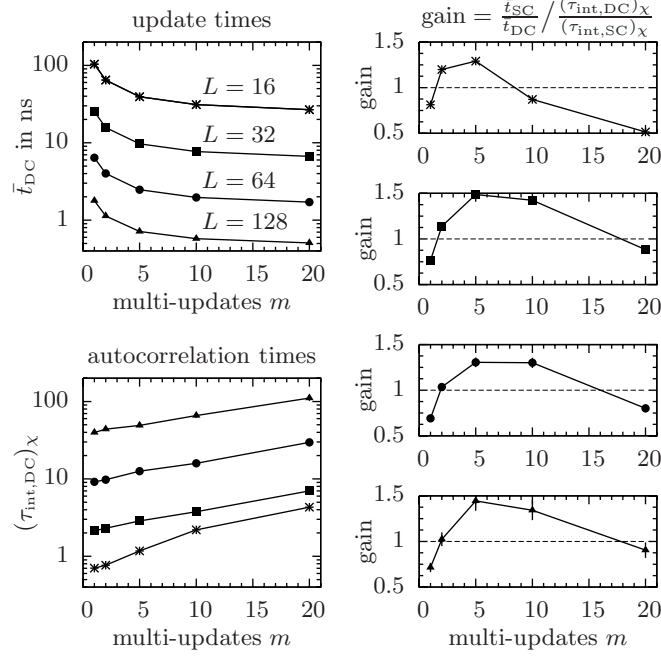 update times
100
10
1
t̄_DC in ns
L = 16
L = 32
L = 64
L = 128
0 5 10 15 20
multi-updates m
autocorrelation times
100
10
1
(τ_int,DC)_χ
0 5 10 15 20
multi-updates m
gain = t_SC / t̄_DC / (τ_int,DC)_χ / (τ_int,SC)_χ
1.5
1
0.5
gain
0 5 10 15 20
1.5
1
0.5
gain
0 5 10 15 20
1.5
1
0.5
gain
0 5 10 15 20
1.5
1
0.5
gain
0 5 10 15 20
multi-updates m